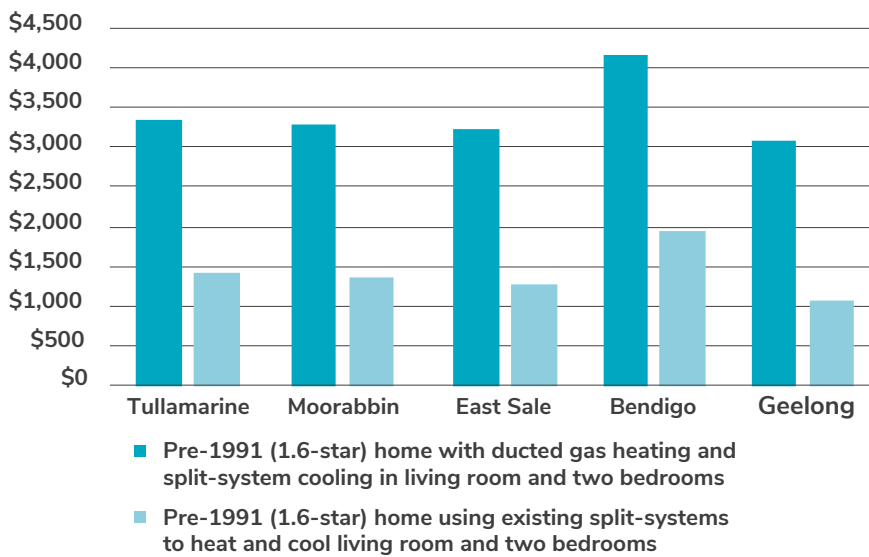 $4,500
$4,000
$3,500
$3,000
$2,500
$2,000
$1,500
$1,000
$500
$0
Tullamarine Moorabbin East Sale Bendigo Geelong
Pre-1991 (1.6-star) home with ducted gas heating and
split-system cooling in living room and two bedrooms
Pre-1991 (1.6-star) home using existing split-systems
to heat and cool living room and two bedrooms